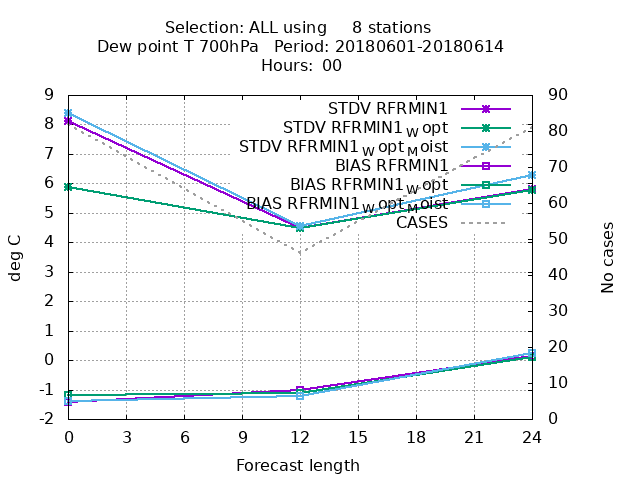 Selection: ALL using 8 stations
Dew point T 700hPa Period: 20180601-20180614
Hours: 00
9
8
7
6
5
4
3
2
1
0
-1
-2
deg C
STDV RFRMIN1
STDV RFRMIN1_W opt
STDV RFRMIN1_W opt_M oist
BIAS RFRMIN1
BIAS RFRMIN1_W opt
BIAS RFRMIN1_W opt_M oist
CASES
90
80
70
60
50
40
30
20
10
0
No cases
0 3 6 9 12 15 18 21 24
Forecast length